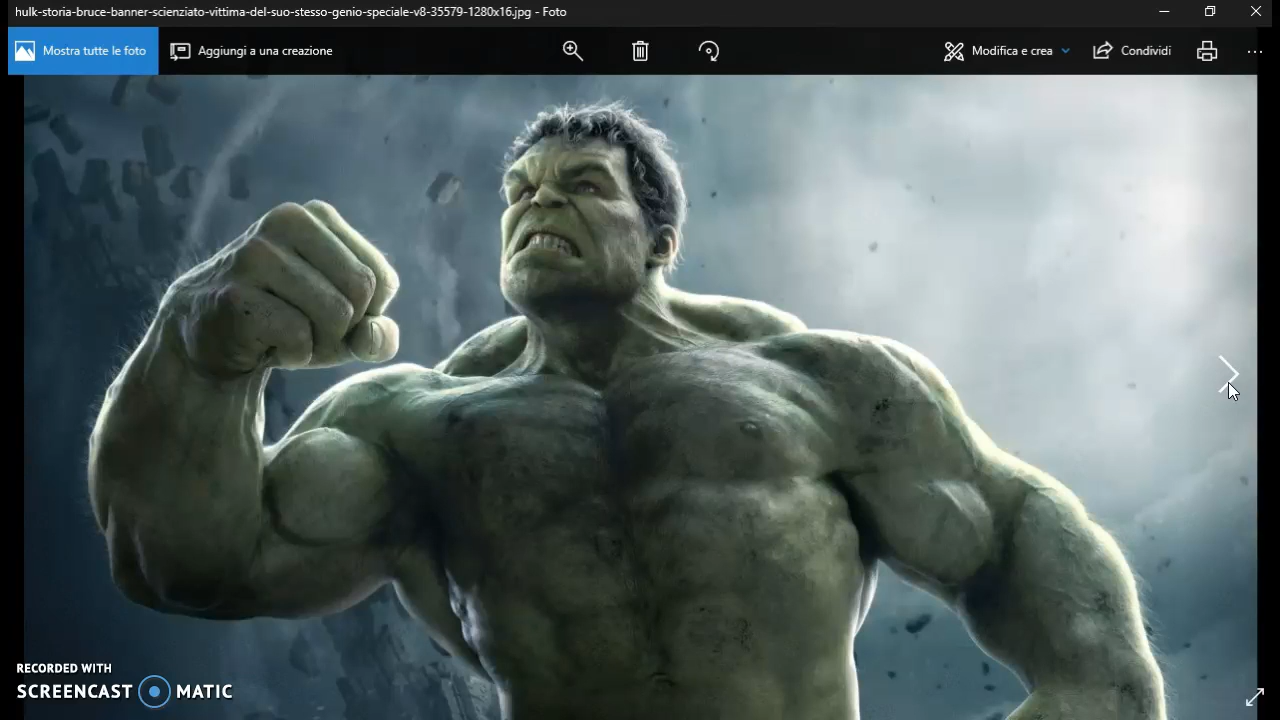 hulk-storia-bruce-banner-scienziato-vittima-del-suo-stesso-genio-speciale-v8-35579-1280x16.jpg - Foto
Mostra tutte le foto Aggiungi a una creazione Modifica e crea Condividi
RECORDED WITH
SCREENCAST MATIC